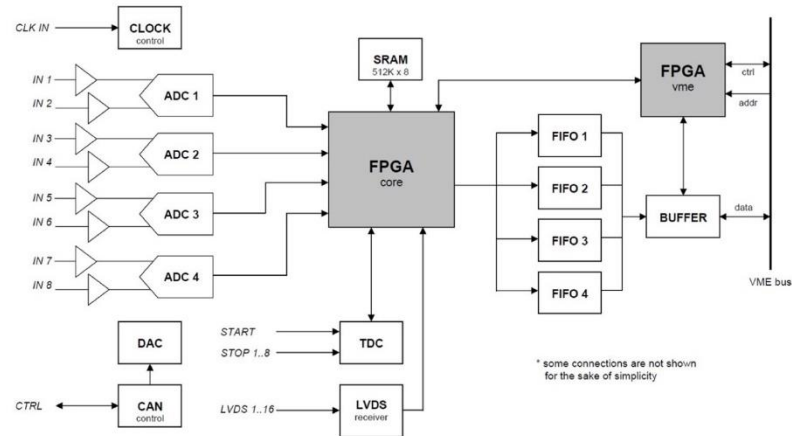 CLK IN
CLOCK
control
IN 1
IN 2
ADC 1
IN 3
IN 4
ADC 2
IN 5
IN 6
ADC 3
IN 7
IN 8
ADC 4
SRAM
512K x 8
FPGA
core
FPGA
vme
ctrl
addr
FIFO 1
FIFO 2
FIFO 3
FIFO 4
BUFFER
data
VME bus
DAC
CTRL
CAN
control
START
STOP 1..8
TDC
LVDS 1..16
LVDS
receiver
* some connections are not shown
for the sake of simplicity